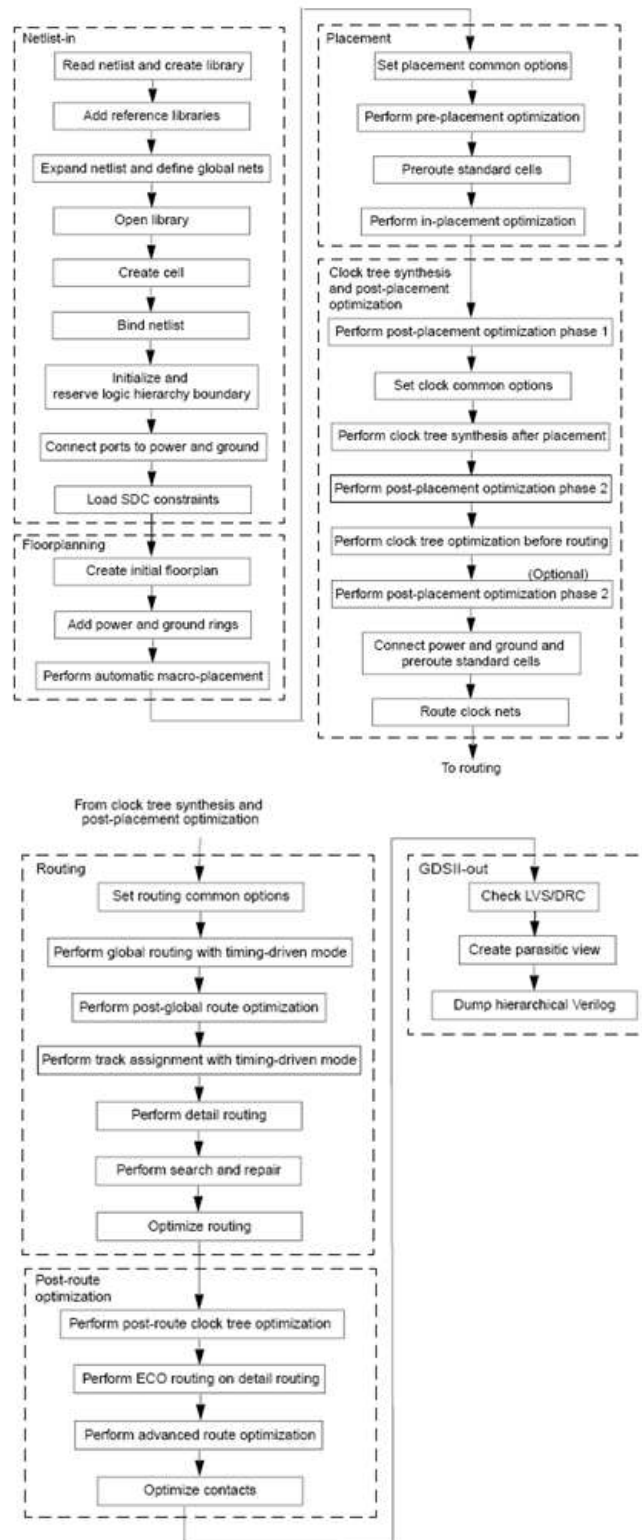 Netlist-in
Read netlist and create library
Add reference libraries
Expand netlist and define global nets
Open library
Create cell
Bind netlist
Initialize and
reserve logic hierarchy boundary
Connect ports to power and ground
Load SDC constraints
Floorplanning
Create initial floorplan
Add power and ground rings
Perform automatic macro-placement
Placement
Set placement common options
Perform pre-placement optimization
Preroute standard cells
Perform in-placement optimization
Clock tree synthesis
and post-placement
optimization
Perform post-placement optimization phase 1
Set clock common options
Perform clock tree synthesis after placement
Perform post-placement optimization phase 2
Perform clock tree optimization before routing
(Optional)
Perform post-placement optimization phase 2
Connect power and ground and
preroute standard cells
Route clock nets
To routing
From clock tree synthesis and
post-placement optimization
Routing
Set routing common options
Perform global routing with timing-driven mode
Perform post-global route optimization
Perform track assignment with timing-driven mode
Perform detail routing
Perform search and repair
Optimize routing
Post-route
optimization
Perform post-route clock tree optimization
Perform ECO routing on detail routing
Perform advanced route optimization
Optimize contacts
GDSII-out
Check LVS/DRC
Create parasitic view
Dump hierarchical Verilog